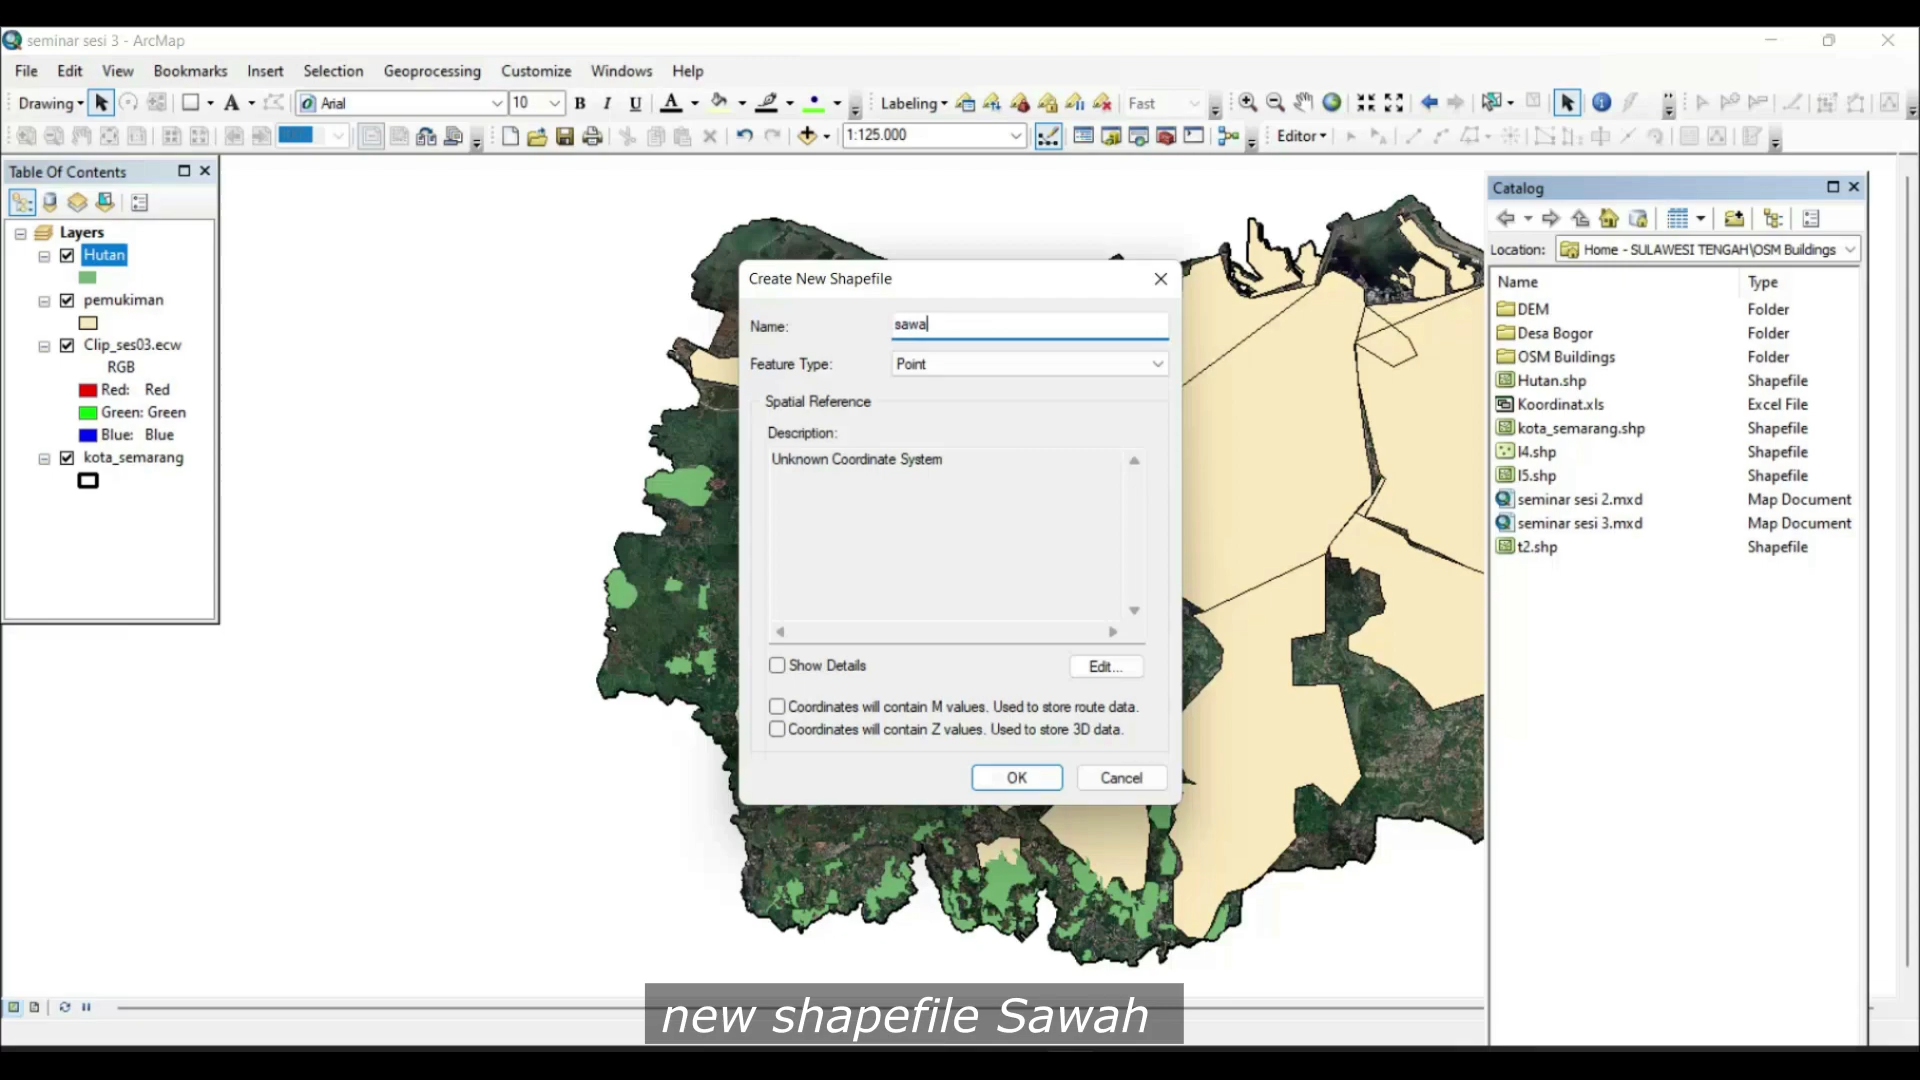 seminar sesi 3 - ArcMap
File Edit View Bookmarks Insert Selection Geoprocessing Customize Windows Help
Drawing Arial 10 B I U A Labeling Fast
1:125.000 Editor
Table Of Contents
Layers
Hutan
pemukiman
Clip_ses03.ecw
RGB
Red: Red
Green: Green
Blue: Blue
kota_semarang
Create New Shapefile
Name: sawa
Feature Type: Point
Spatial Reference
Description:
Unknown Coordinate System
Show Details Edit...
Coordinates will contain M values. Used to store route data.
Coordinates will contain Z values. Used to store 3D data.
OK Cancel
Catalog
Location: Home - SULAWESI TENGAH\OSM Buildings
Name Type
DEM Folder
Desa Bogor Folder
OSM Buildings Folder
Hutan.shp Shapefile
Koordinat.xls Excel File
kota_semarang.shp Shapefile
l4.shp Shapefile
l5.shp Shapefile
seminar sesi 2.mxd Map Document
seminar sesi 3.mxd Map Document
t2.shp Shapefile
new shapefile Sawah